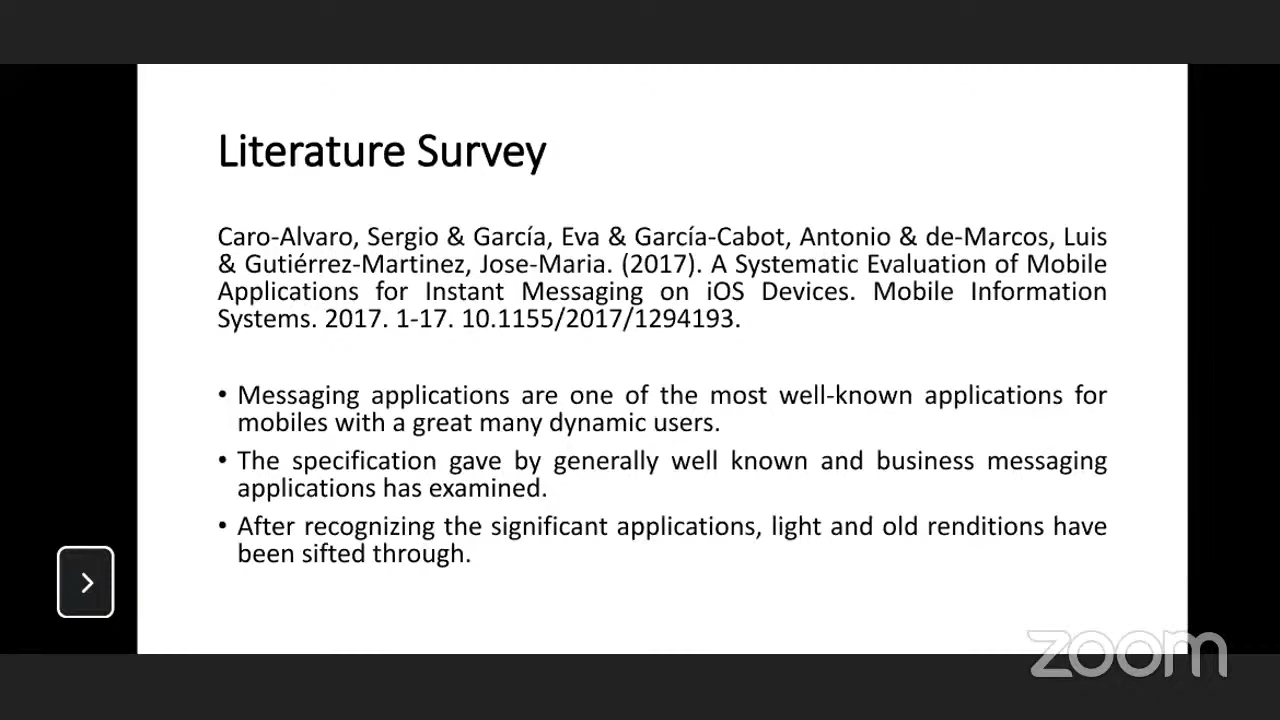 Literature Survey
Caro-Alvaro, Sergio & García, Eva & García-Cabot, Antonio & de-Marcos, Luis
& Gutiérrez-Martinez, Jose-Maria. (2017). A Systematic Evaluation of Mobile
Applications for Instant Messaging on iOS Devices. Mobile Information
Systems. 2017. 1-17. 10.1155/2017/1294193.
• Messaging applications are one of the most well-known applications for
mobiles with a great many dynamic users.
• The specification gave by generally well known and business messaging
applications has examined.
• After recognizing the significant applications, light and old renditions have
been sifted through.
zoom